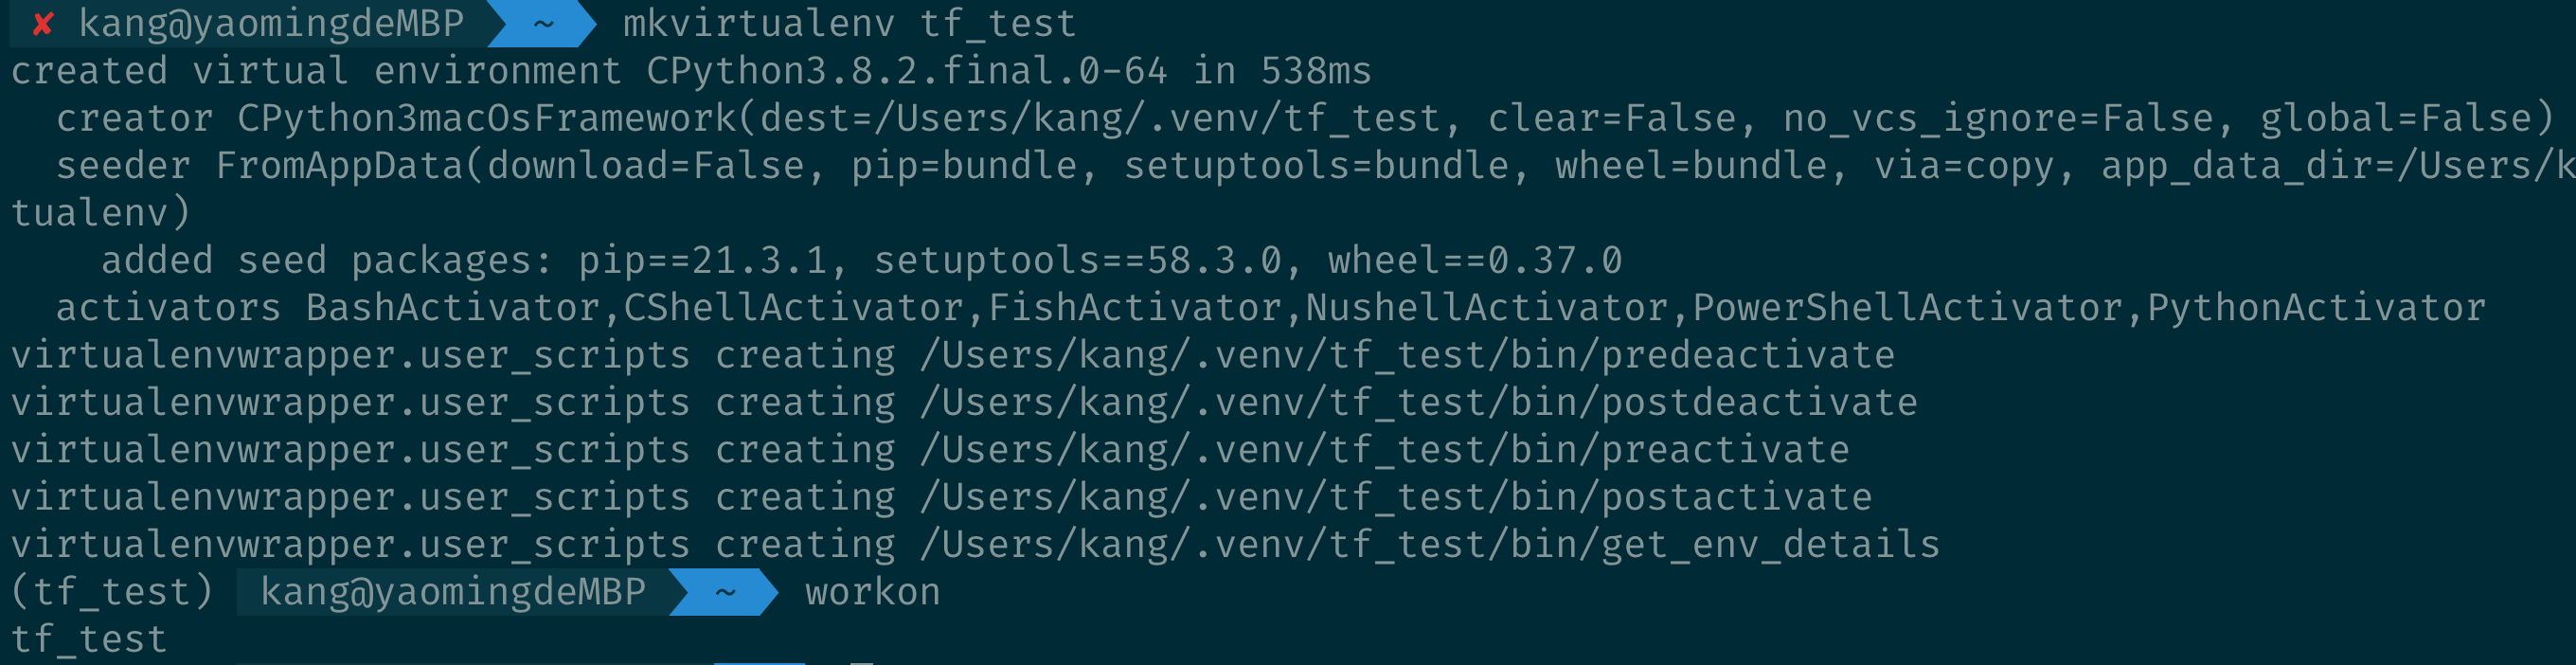 ✘ kang@yaomingdeMBP ~ mkvirtualenv tf_test
created virtual environment CPython3.8.2.final.0-64 in 538ms
  creator CPython3macOsFramework(dest=/Users/kang/.venv/tf_test, clear=False, no_vcs_ignore=False, global=False)
  seeder FromAppData(download=False, pip=bundle, setuptools=bundle, wheel=bundle, via=copy, app_data_dir=/Users/k
tualenv)
    added seed packages: pip==21.3.1, setuptools==58.3.0, wheel==0.37.0
  activators BashActivator,CShellActivator,FishActivator,NushellActivator,PowerShellActivator,PythonActivator
virtualenvwrapper.user_scripts creating /Users/kang/.venv/tf_test/bin/predeactivate
virtualenvwrapper.user_scripts creating /Users/kang/.venv/tf_test/bin/postdeactivate
virtualenvwrapper.user_scripts creating /Users/kang/.venv/tf_test/bin/preactivate
virtualenvwrapper.user_scripts creating /Users/kang/.venv/tf_test/bin/postactivate
virtualenvwrapper.user_scripts creating /Users/kang/.venv/tf_test/bin/get_env_details
(tf_test) kang@yaomingdeMBP ~ workon
tf_test